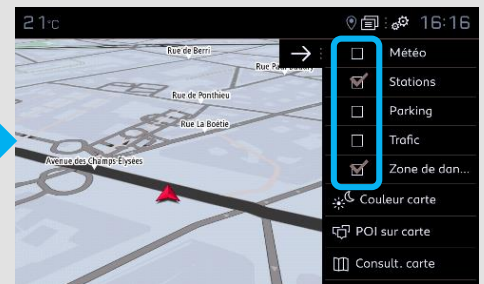 21°C
16:16
Rue de Berri
Rue de Ponthieu
Rue La Boétie
Avenue des Champs-Élysées
Météo
Stations
Parking
Trafic
Zone de dan...
Couleur carte
POI sur carte
Consult. carte